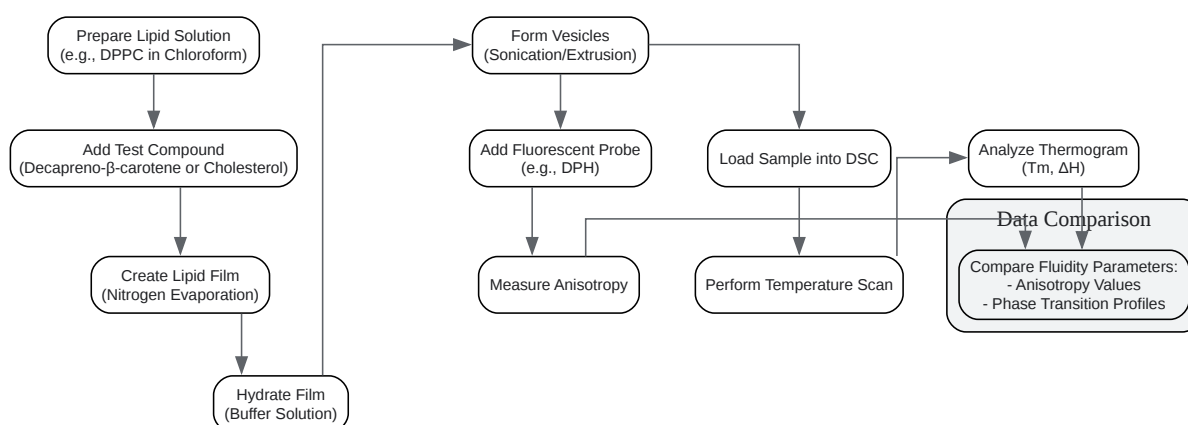 Prepare Lipid Solution
(e.g., DPPC in Chloroform)
Add Test Compound
(Decapreno-β-carotene or Cholesterol)
Create Lipid Film
(Nitrogen Evaporation)
Hydrate Film
(Buffer Solution)
Form Vesicles
(Sonication/Extrusion)
Add Fluorescent Probe
(e.g., DPH)
Measure Anisotropy
Load Sample into DSC
Perform Temperature Scan
Analyze Thermogram
(Tm, ΔH)
Data Comparison
Compare Fluidity Parameters:
- Anisotropy Values
- Phase Transition Profiles